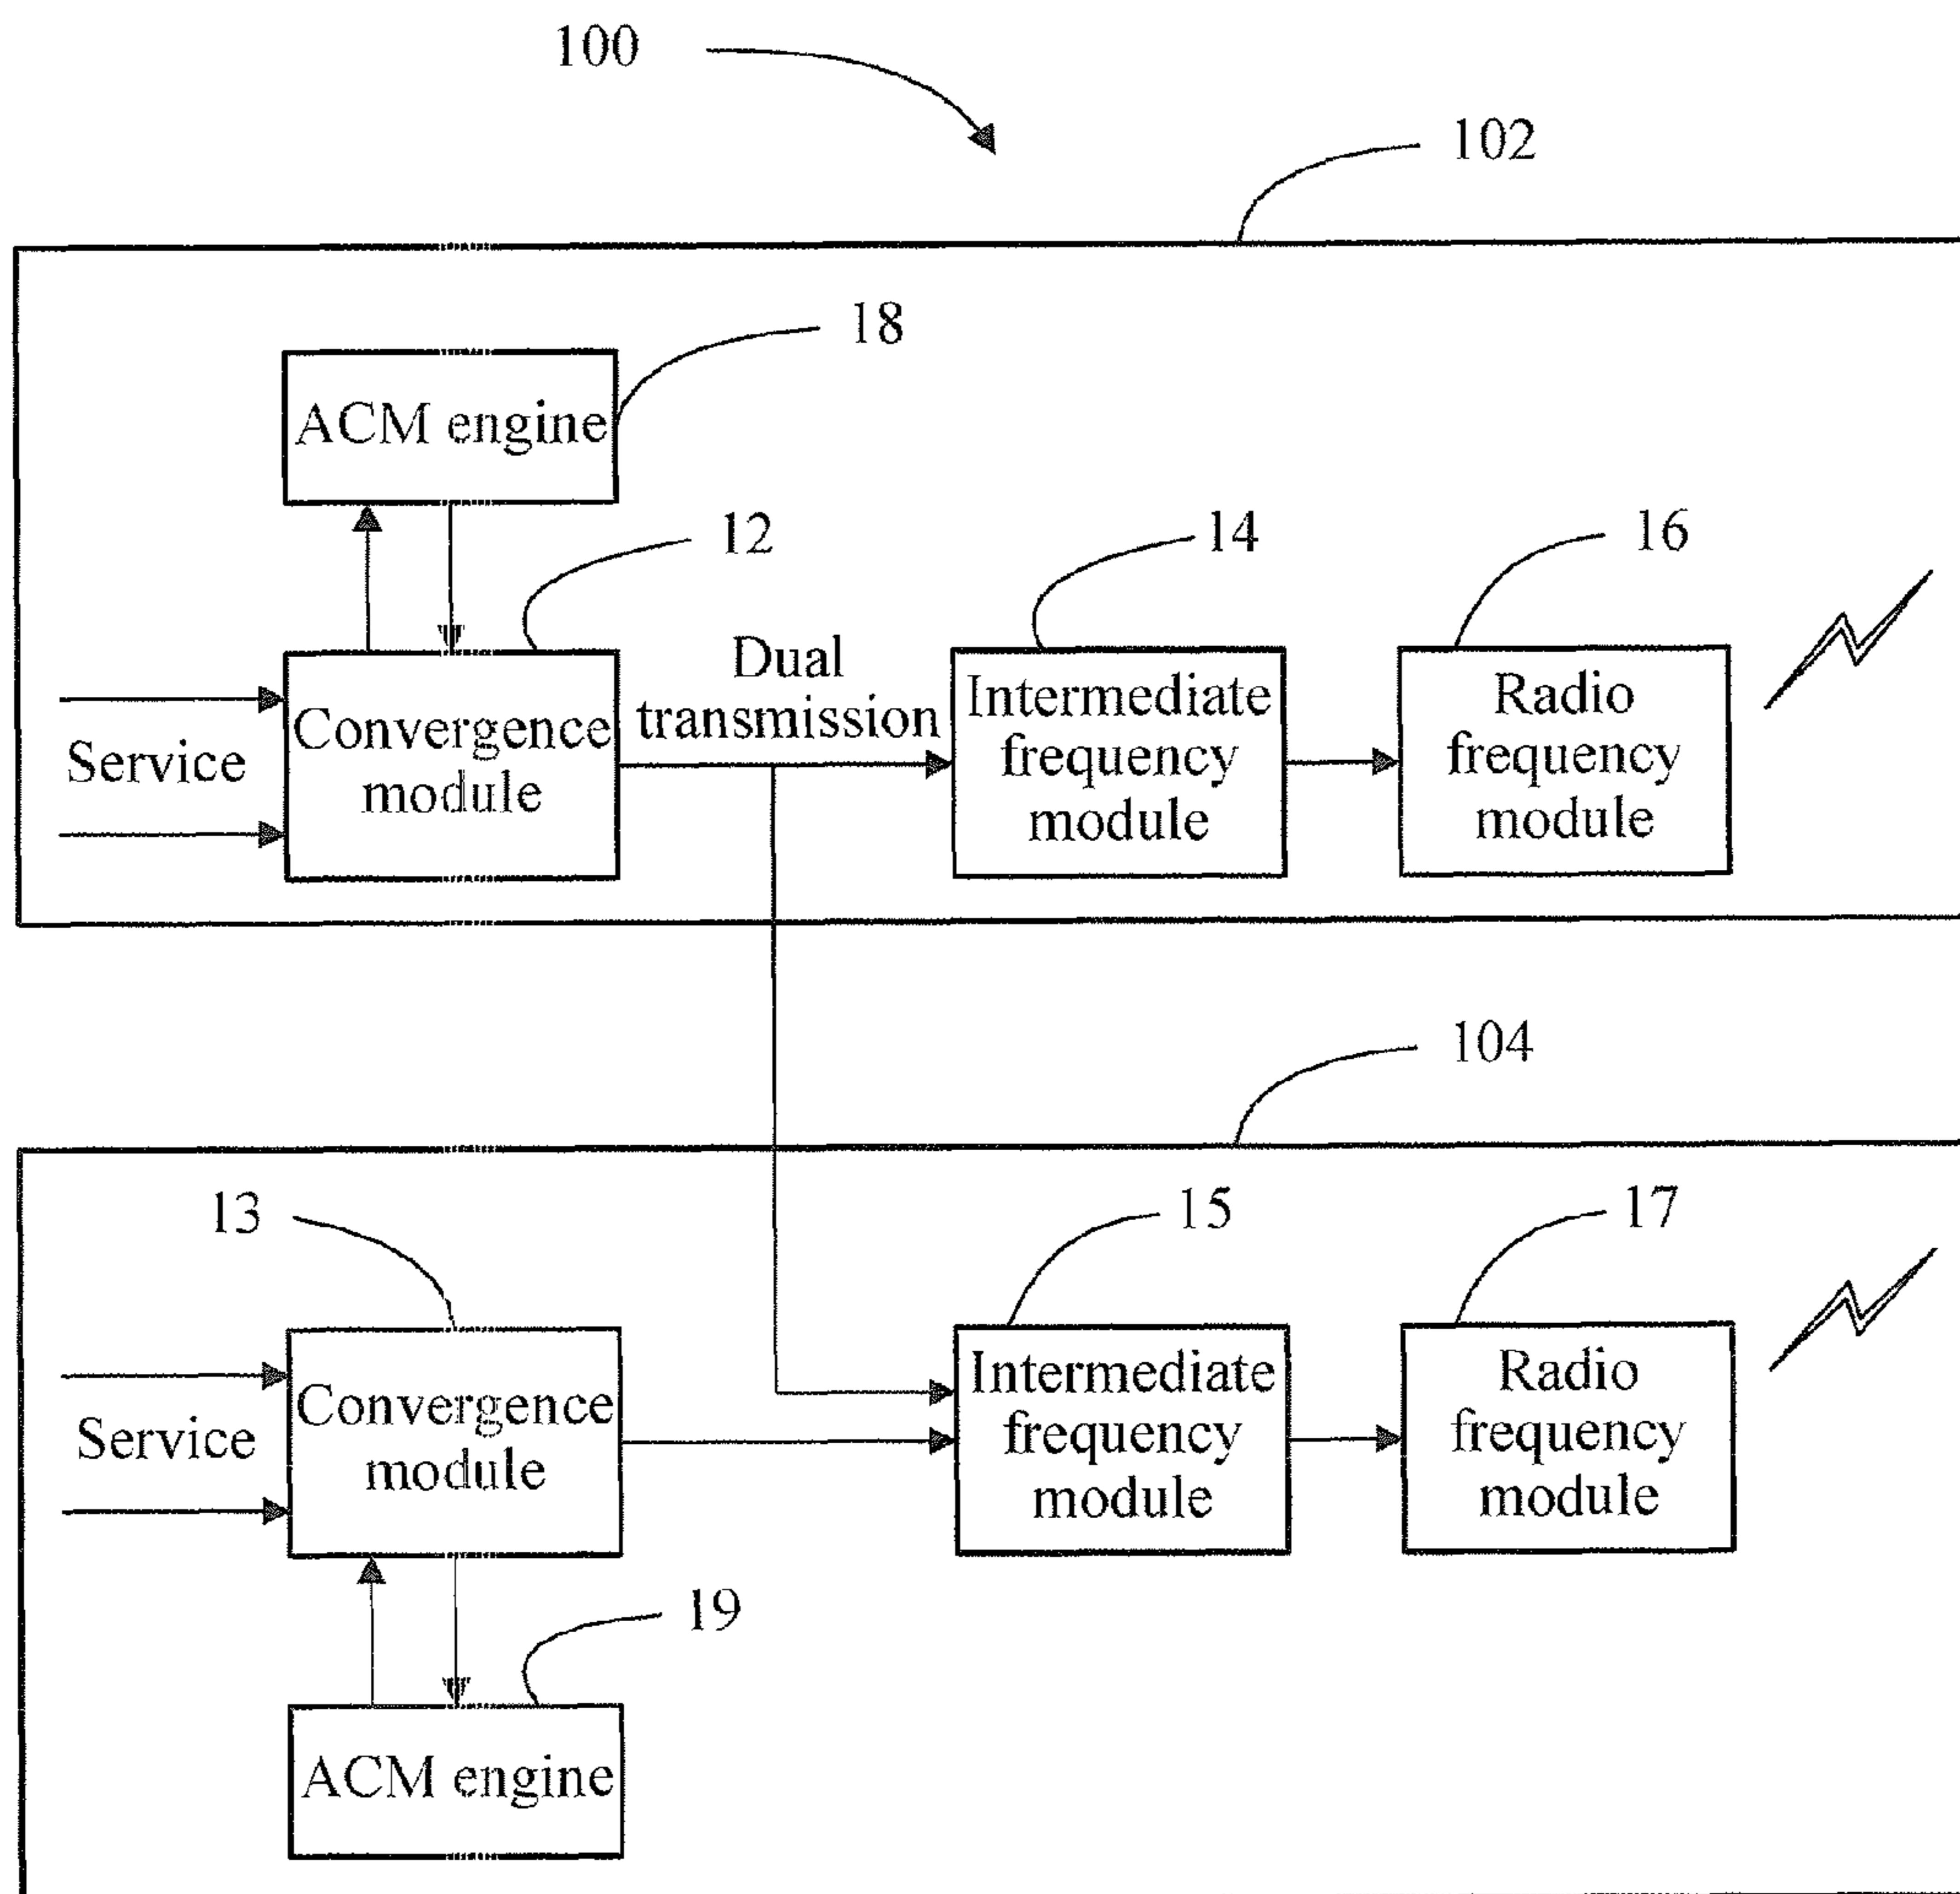 100
102
18
ACM engine
12
14
16
Dual
transmission
Service
Convergence
module
Intermediate
frequency
module
Radio
frequency
module
104
13
15
17
Service
Convergence
module
Intermediate
frequency
module
Radio
frequency
module
19
ACM engine